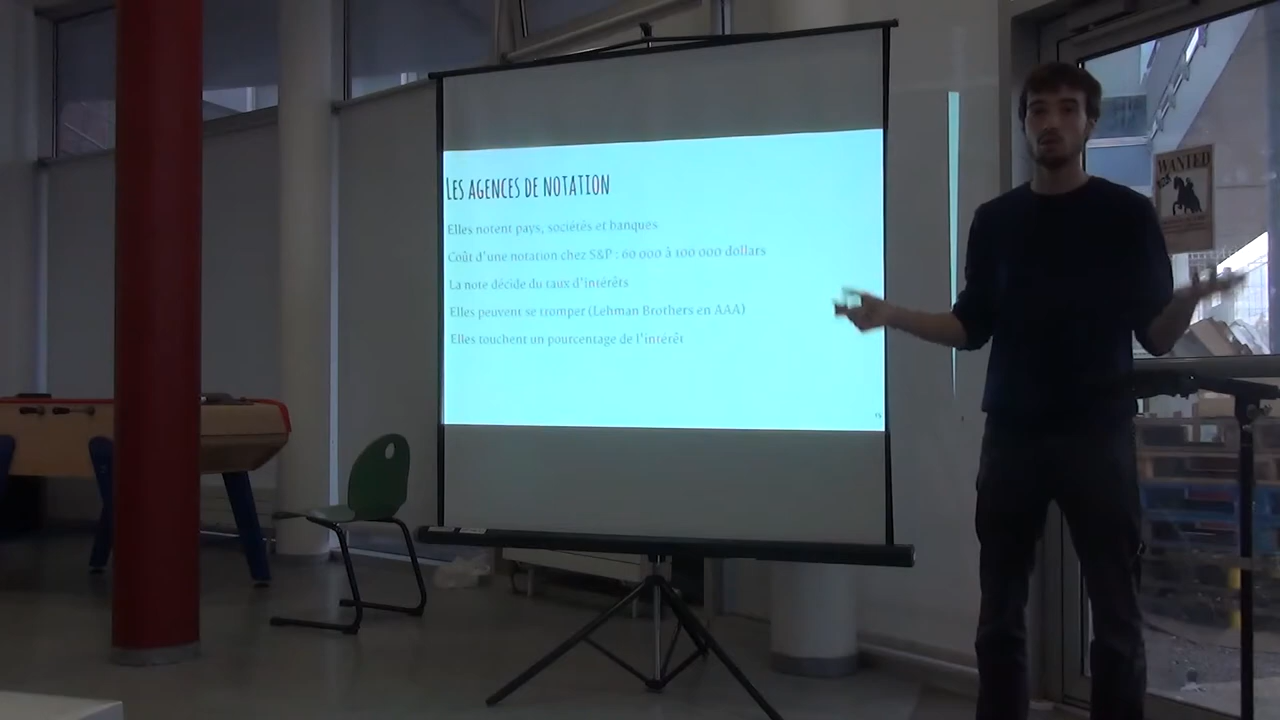 Les agences de notation
Elles notent pays, sociétés et banques
Coût d'une notation chez S&P : 60 000 à 100 000 dollars
La note décide du taux d'intérêts
Elles peuvent se tromper (Lehman Brothers en AAA)
Elles touchent un pourcentage de l'intérêt
WANTED